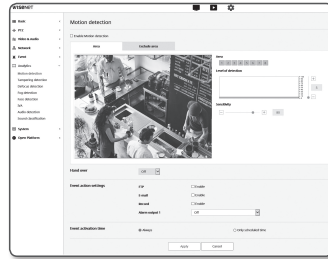 WISENET
Basic
PTZ
Video & Audio
Network
Event
Analytics
Motion detection
Tampering detection
Defocus detection
Fog detection
Face detection
IVA
Audio detection
Sound classification
System
Open Platform
Motion detection
Enable Motion detection
Area
Exclude area
Area
Level of detection
Sensitivity
Hand over
Off
Event action settings
FTP
Enable
E-mail
Enable
Record
Enable
Alarm output 1
Off
Event activation time
Always
Only scheduled time
Apply
Cancel